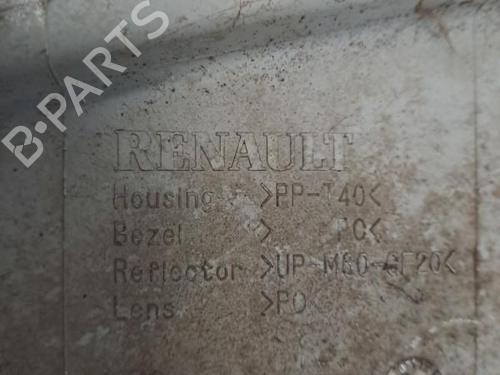 B-PARTS
RENAULT
Housing >PP-T40<
Bezel > PC<
Reflector >UP-M60-GF20<
Lens >PC